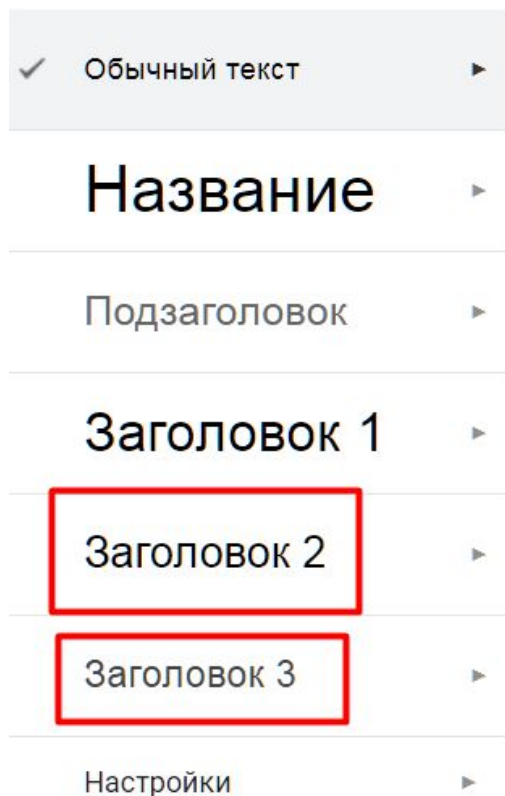 Обычный текст
Название
Подзаголовок
Заголовок 1
Заголовок 2
Заголовок 3
Настройки